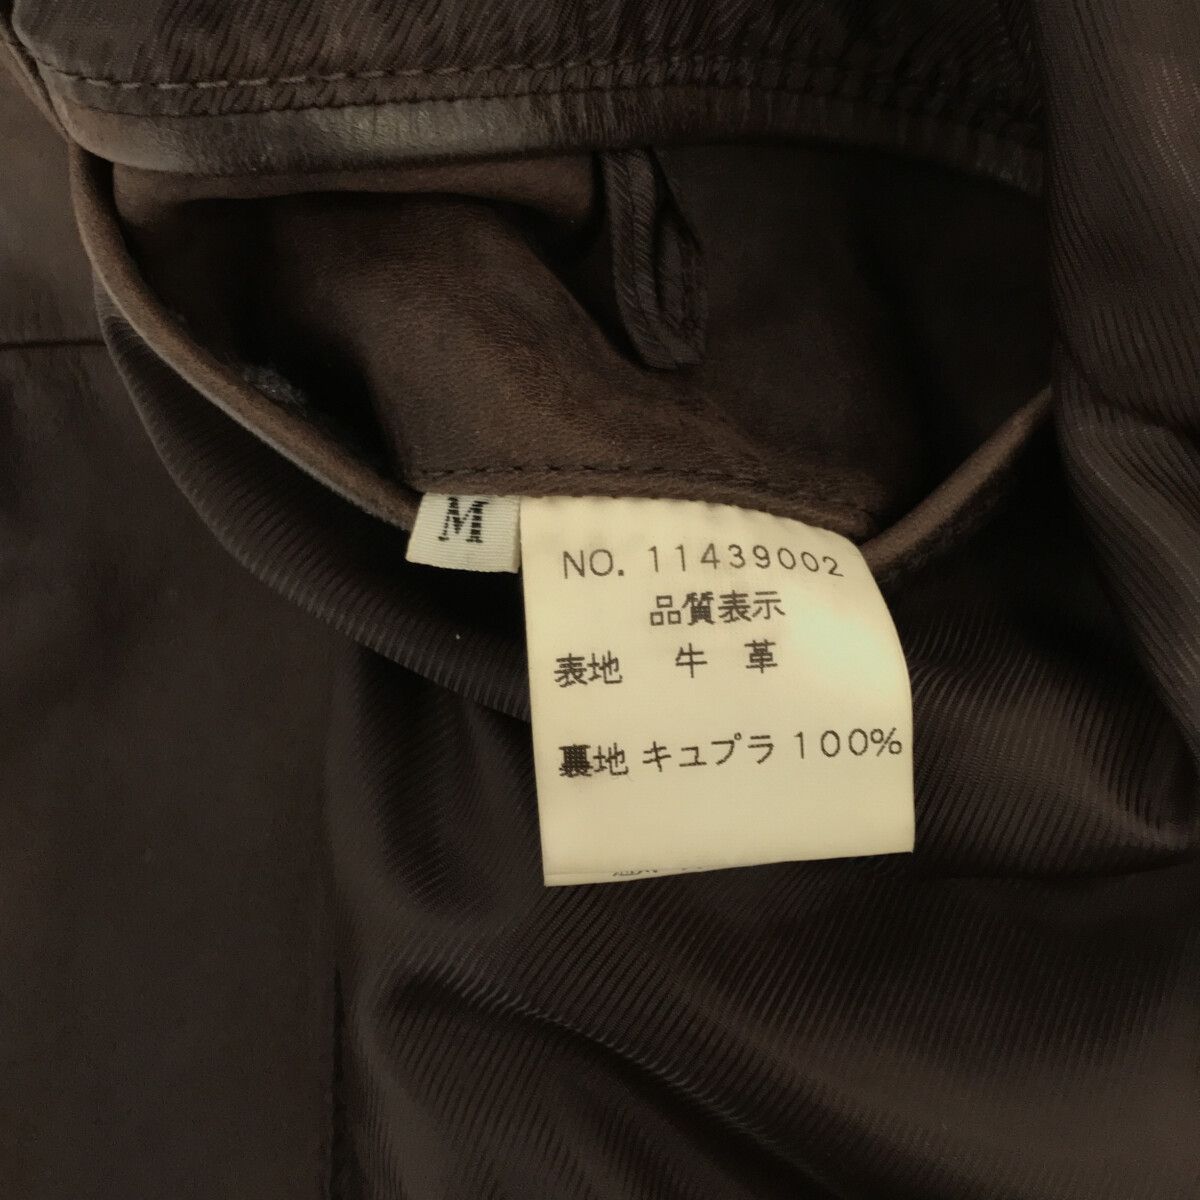 M
NO. 11439002
品質表示
表地 牛 革
裏地 キュプラ 100%